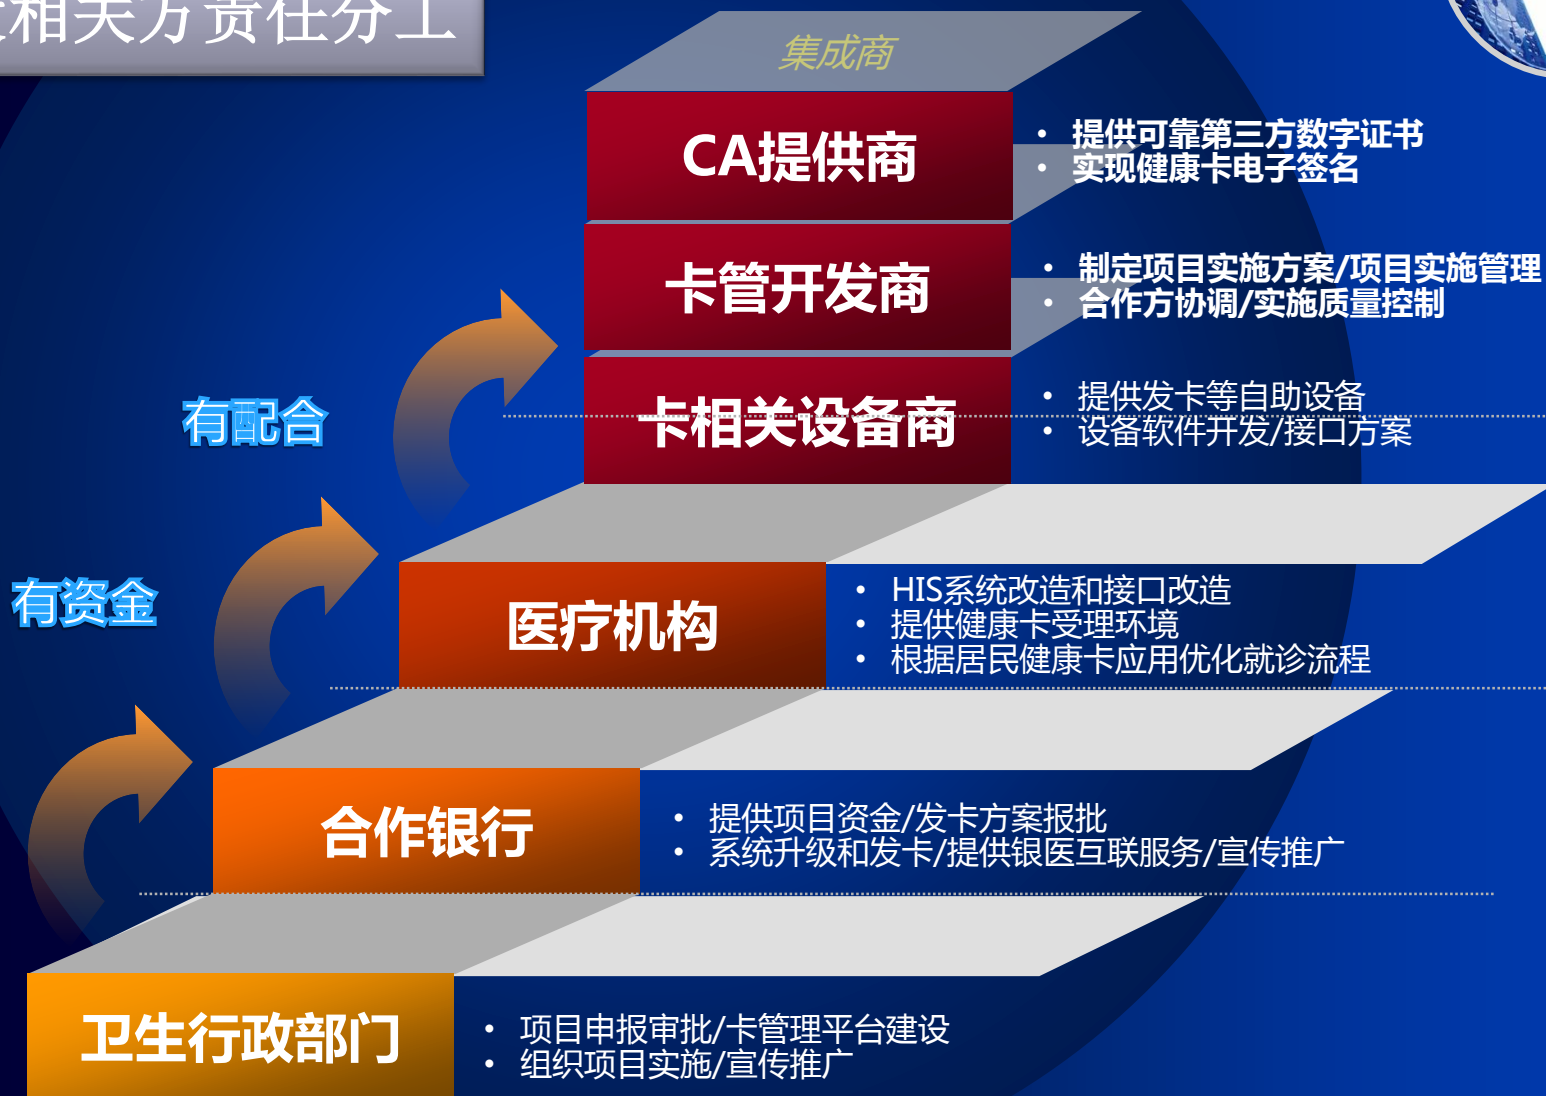 相关方责任分工
集成商
CA提供商
• 提供可靠第三方数字证书
• 实现健康卡电子签名
卡管开发商
• 制定项目实施方案/项目实施管理
• 合作方协调/实施质量控制
有配合
卡相关设备商
• 提供发卡等自助设备
• 设备软件开发/接口方案
有资金
医疗机构
• HIS系统改造和接口改造
• 提供健康卡受理环境
• 根据居民健康卡应用优化就诊流程
合作银行
• 提供项目资金/发卡方案报批
• 系统升级和发卡/提供银医互联服务/宣传推广
卫生行政部门
• 项目申报审批/卡管理平台建设
• 组织项目实施/宣传推广